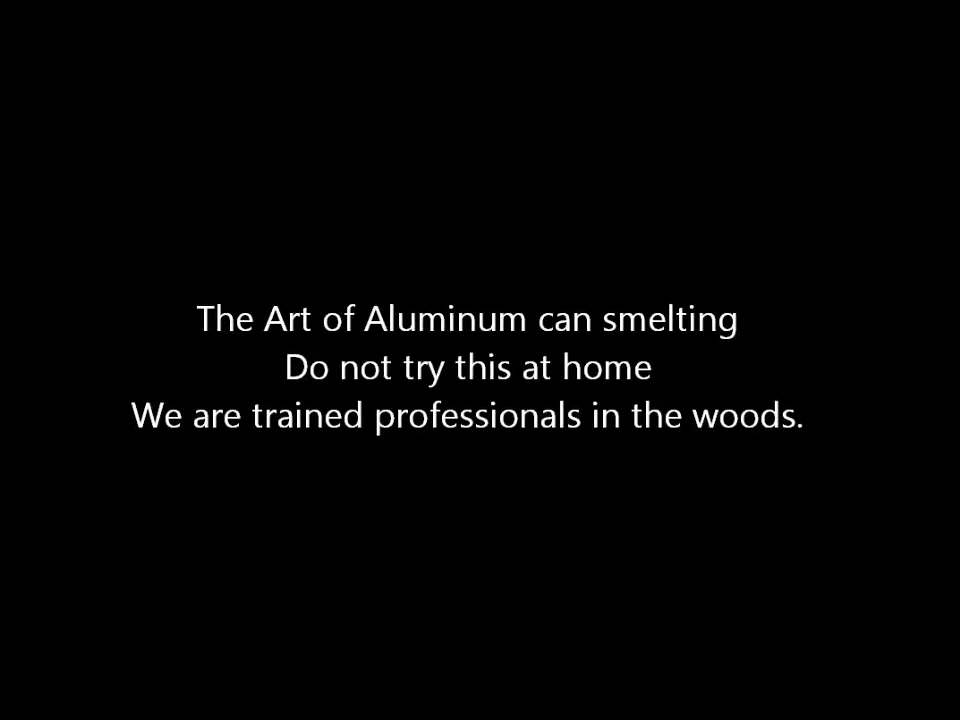 The Art of Aluminum can smelting
Do not try this at home
We are trained professionals in the woods.